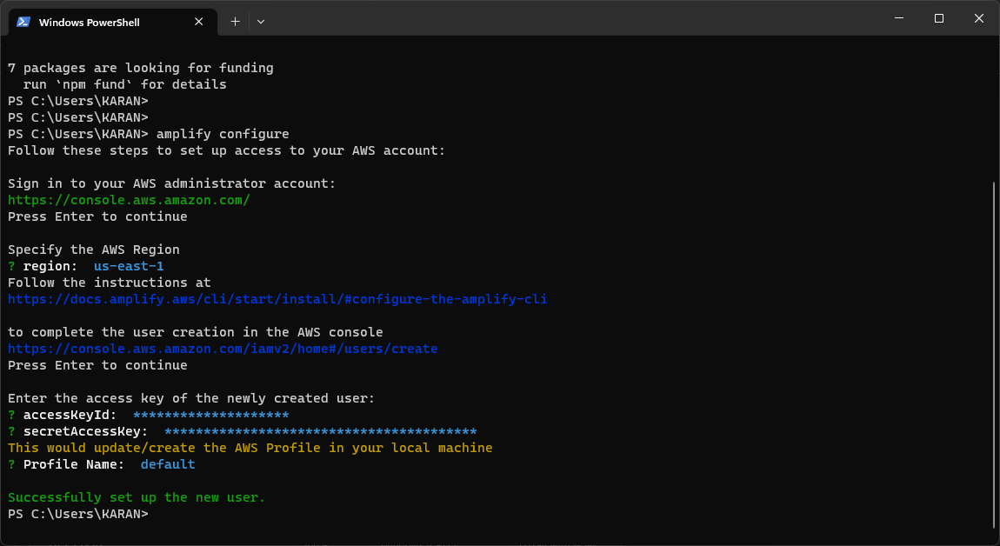 Windows PowerShell
7 packages are looking for funding
  run `npm fund` for details
PS C:\Users\KARAN>
PS C:\Users\KARAN>
PS C:\Users\KARAN> amplify configure
Follow these steps to set up access to your AWS account:
Sign in to your AWS administrator account:
https://console.aws.amazon.com/
Press Enter to continue
Specify the AWS Region
? region:  us-east-1
Follow the instructions at
https://docs.amplify.aws/cli/start/install/#configure-the-amplify-cli
to complete the user creation in the AWS console
https://console.aws.amazon.com/iamv2/home#/users/create
Press Enter to continue
Enter the access key of the newly created user:
? accessKeyId:  ********************
? secretAccessKey:  ****************************************
This would update/create the AWS Profile in your local machine
? Profile Name:  default
Successfully set up the new user.
PS C:\Users\KARAN>